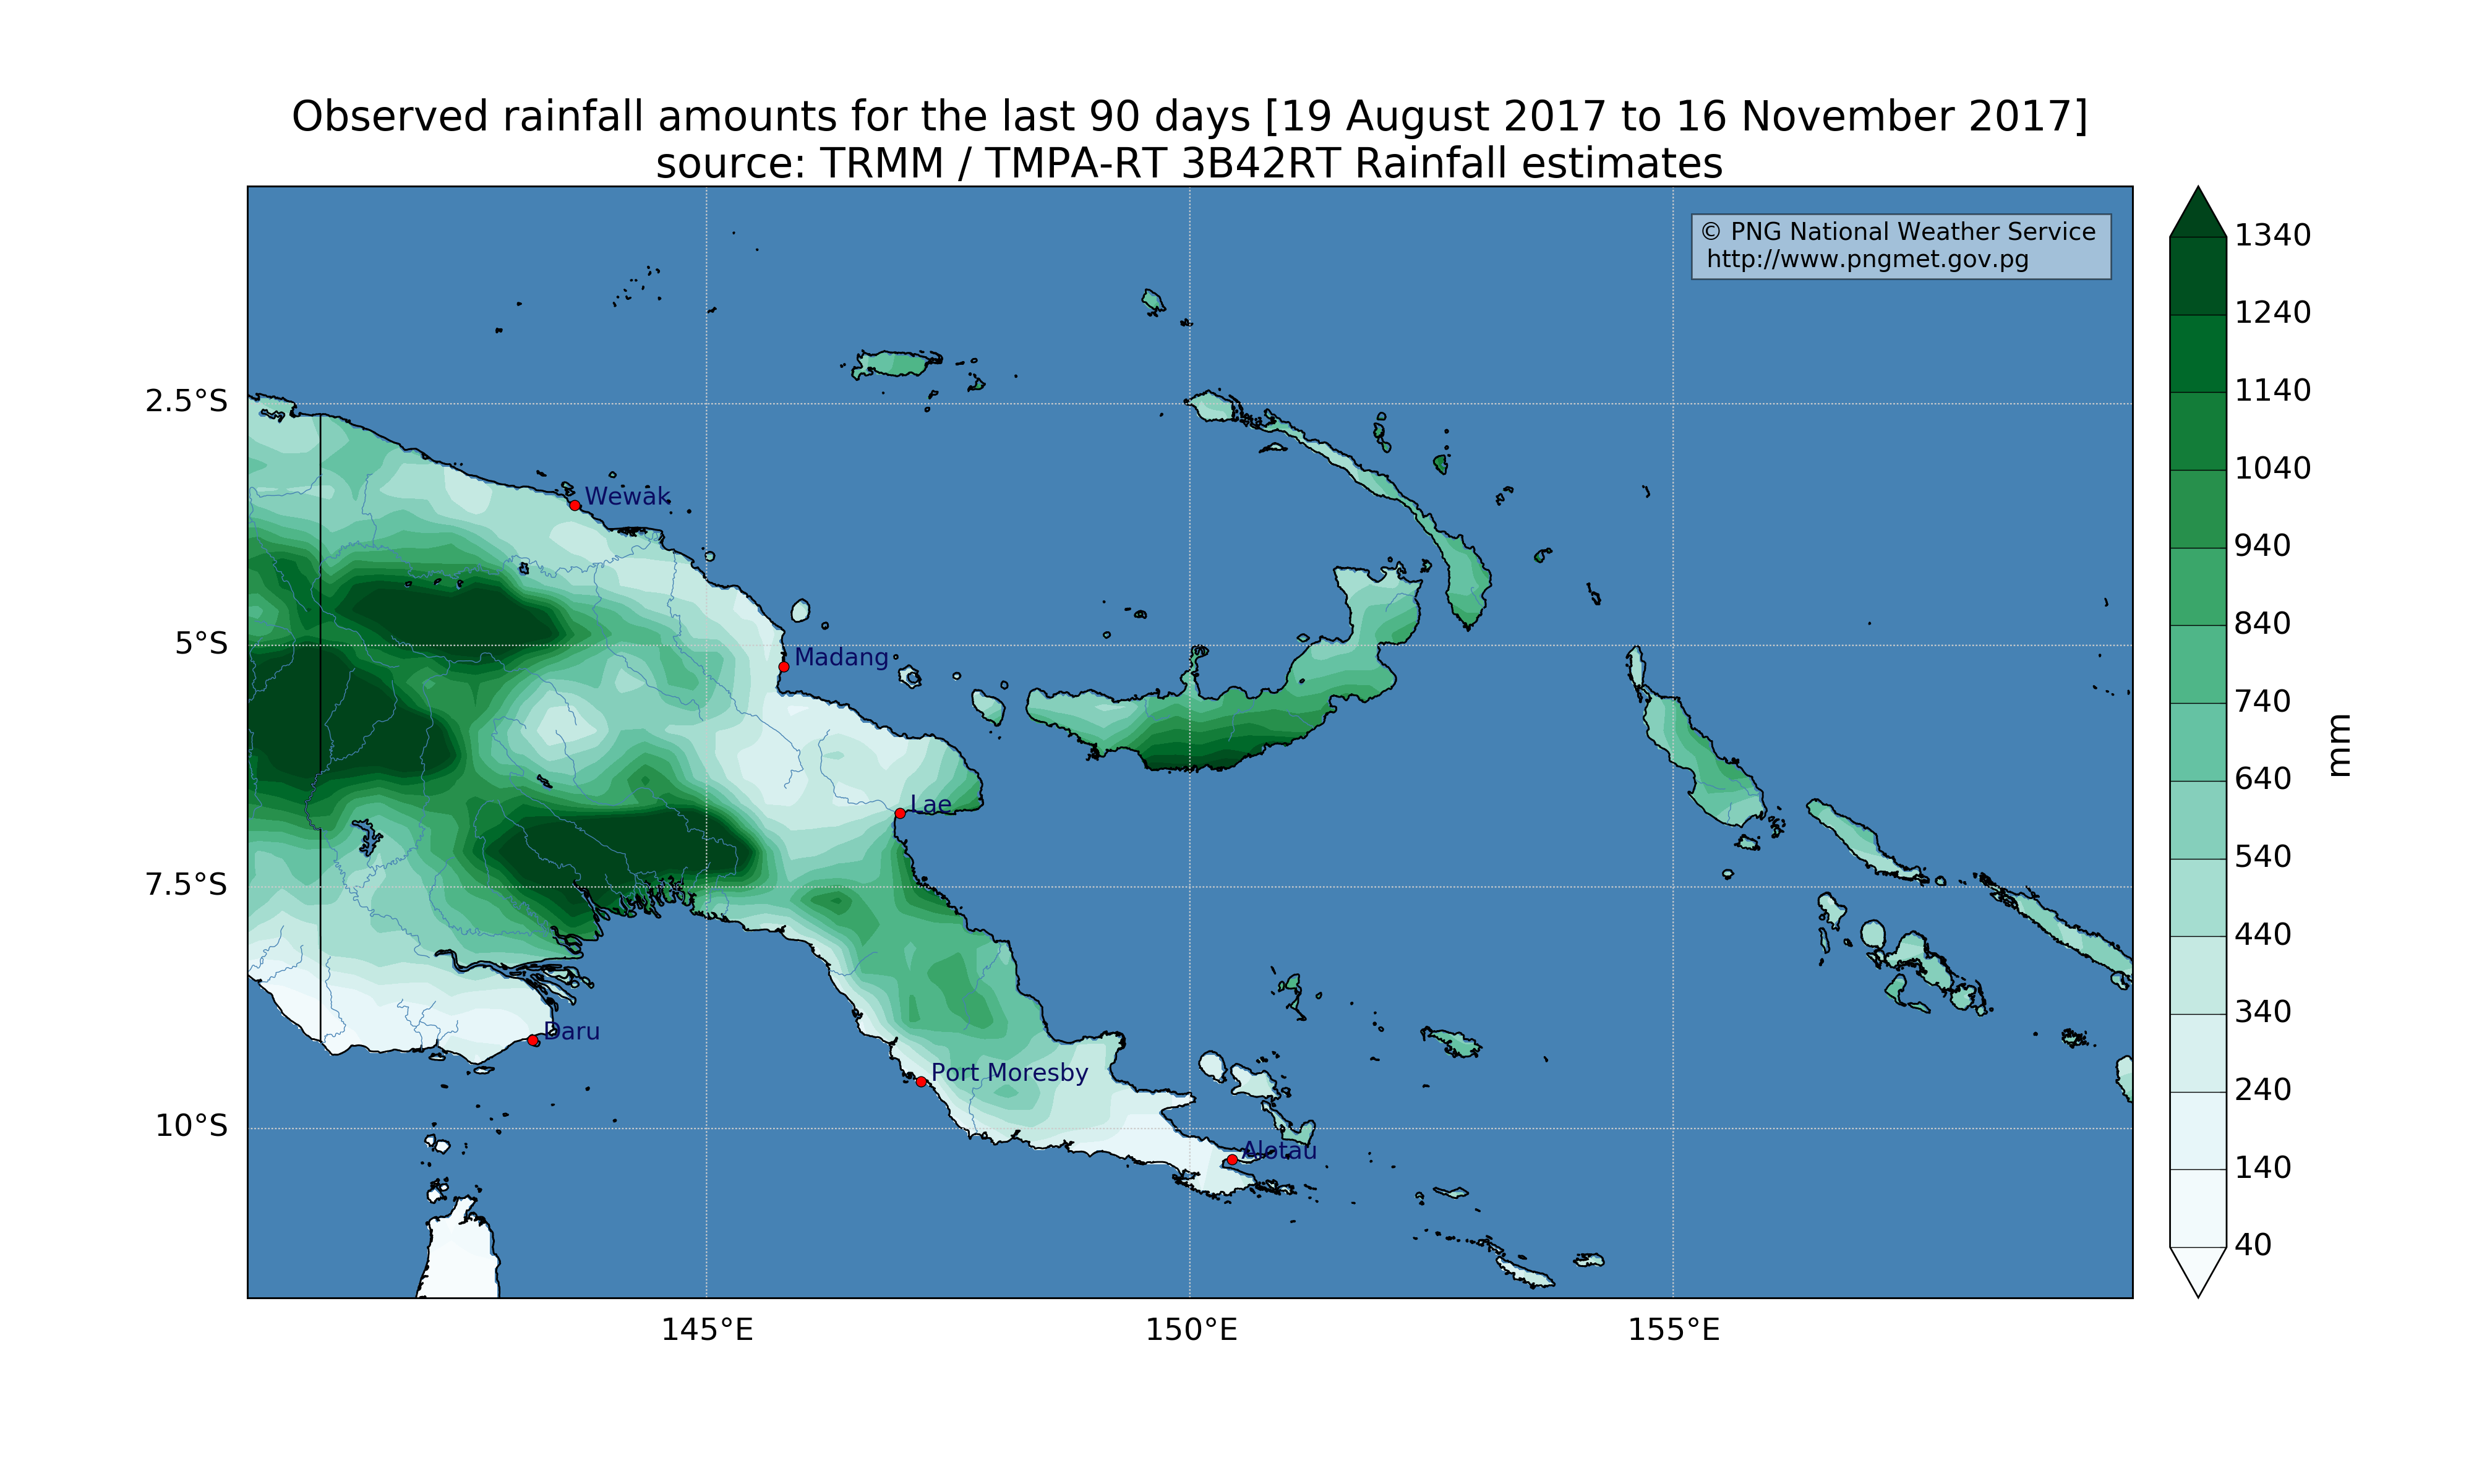 Observed rainfall amounts for the last 90 days [19 August 2017 to 16 November 2017]
source: TRMM / TMPA-RT 3B42RT Rainfall estimates
© PNG National Weather Service
http://www.pngmet.gov.pg
2.5°S
5°S
7.5°S
10°S
Wewak
Madang
Lae
Daru
Port Moresby
Alotau
145°E
150°E
155°E
1340
1240
1140
1040
940
840
740
640
540
440
340
240
140
40
mm